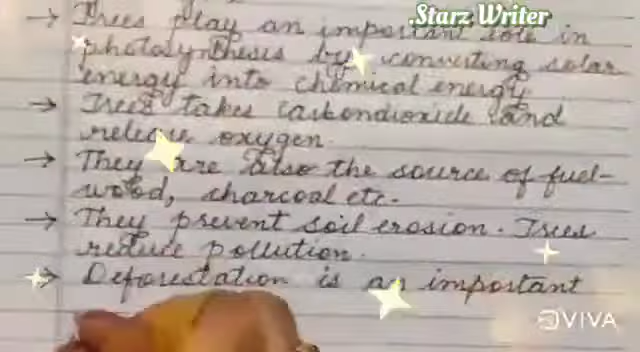 .Starz Writer
→ Trees play an important role in
photosynthesis by converting solar
energy into chemical energy
→ Trees takes carbondioxide and
release oxygen.
→ They are also the source of fuel-
wood, charcoal etc.
→ They prevent soil erosion. Trees
reduce pollution.
→ Deforestation is an important
VIVA